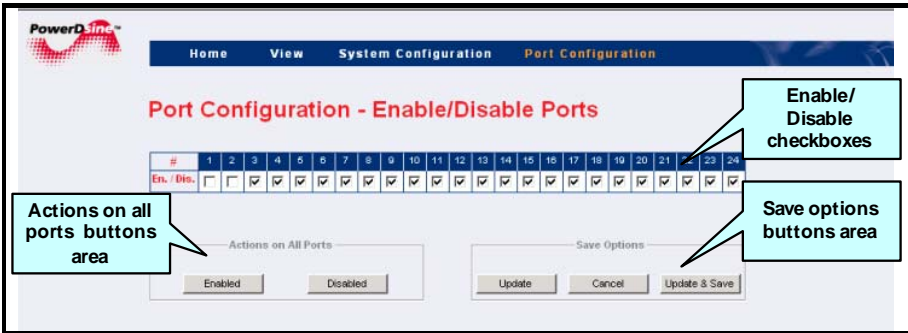 PowerDsine™
Home View System Configuration Port Configuration
Port Configuration - Enable/Disable Ports
Enable/
Disable
checkboxes
# 1 2 3 4 5 6 7 8 9 10 11 12 13 14 15 16 17 18 19 20 21 22 23 24
En. / Dis.
Actions on all
ports buttons
area
Save options
buttons area
Actions on All Ports
Save Options
Enabled Disabled
Update Cancel Update & Save